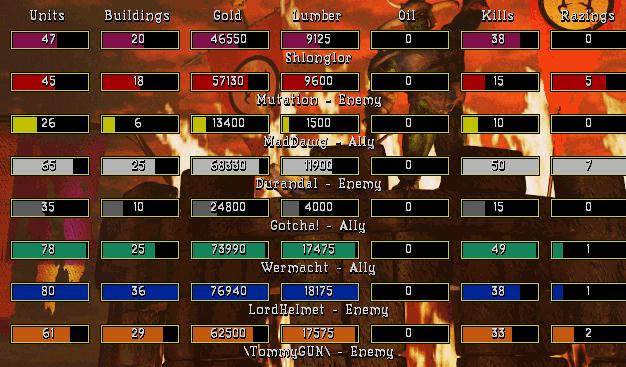 Units Buildings Gold Lumber Oil Kills Razings
47 20 46550 9125 0 38 0
Shlonglor
45 18 57130 9600 0 15 5
Mutation - Enemy
26 6 13400 1500 0 10 0
MadDawg - Ally
65 25 68330 11900 0 50 7
Durandal - Enemy
35 10 24800 4000 0 15 0
Gotcha! - Ally
78 25 73990 17475 0 49 1
Wermacht - Ally
80 36 76940 18175 0 38 1
LordHelmet - Enemy
61 29 62500 17575 0 33 2
\TommyGUN\ - Enemy